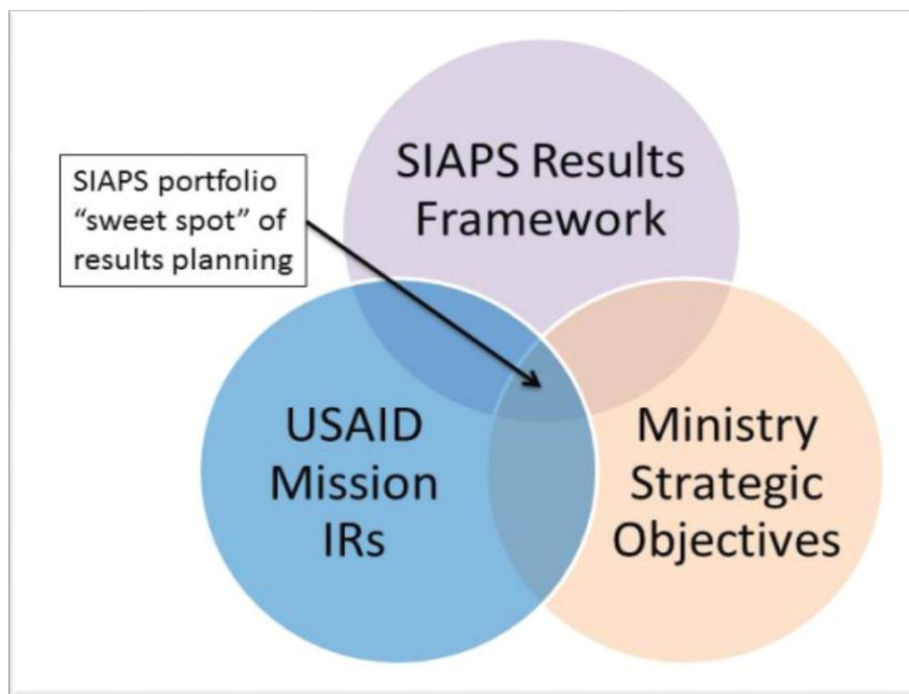 SIAPS Results
Framework
SIAPS portfolio
“sweet spot” of
results planning
USAID
Mission
IRs
Ministry
Strategic
Objectives